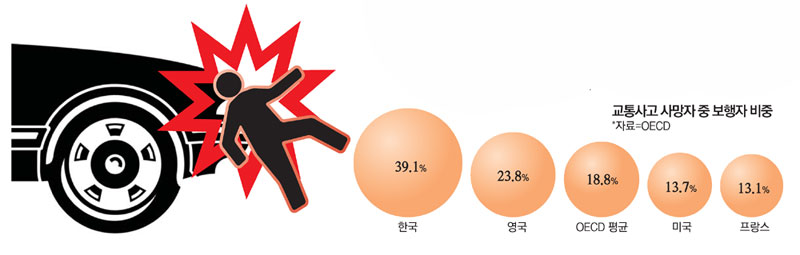 교통사고 사망자 중 보행자 비중
*자료=OECD
39.1%
23.8%
18.8%
13.7%
13.1%
한국
영국
OECD 평균
미국
프랑스